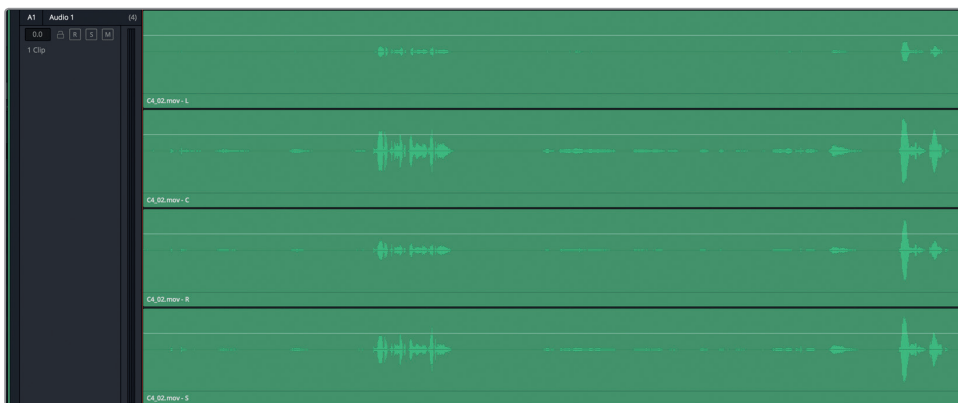 A1 Audio 1 (4)
0.0 R S M
1 Clip
C4_02.mov - L
C4_02.mov - C
C4_02.mov - R
C4_02.mov - S